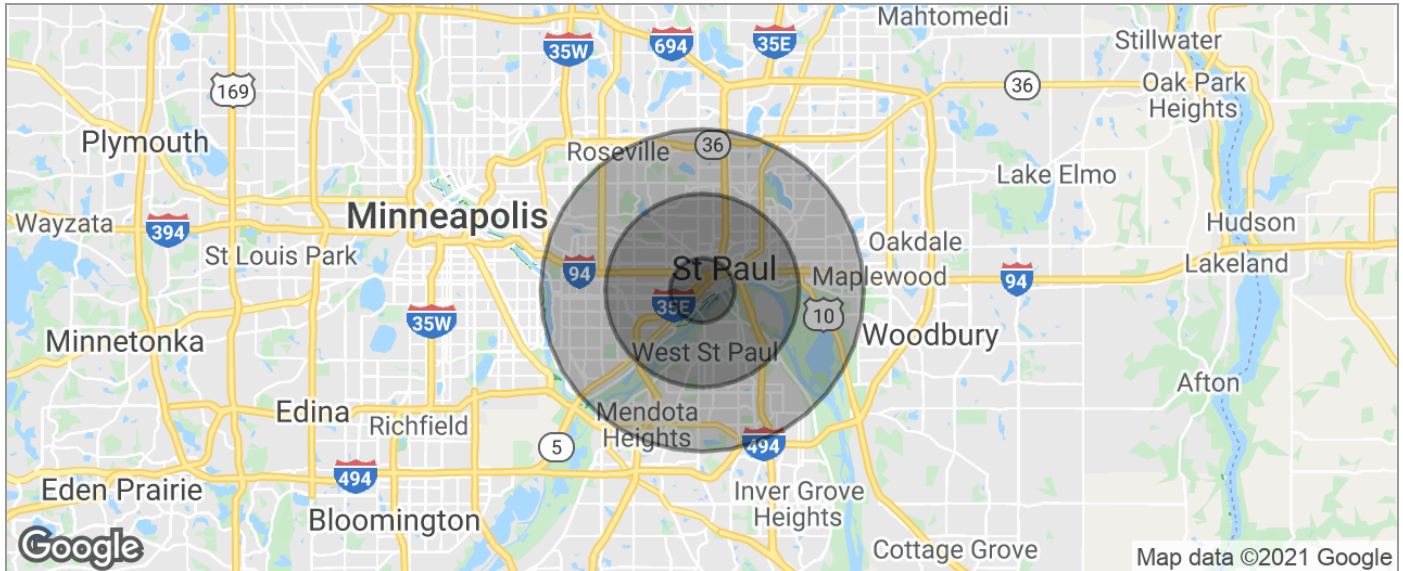 Mahtomedi
35W
694
35E
Stillwater
169
36
Oak Park
Heights
Plymouth
Roseville
36
Lake Elmo
Wayzata
394
Minneapolis
Hudson
St Louis Park
Oakdale
94
St Paul
Maplewood
94
Lakeland
35E
10
35W
Minnetonka
West St Paul
Woodbury
Afton
Edina
Richfield
Mendota
Heights
5
494
494
Eden Prairie
Inver Grove
Heights
Bloomington
Google
Cottage Grove
Map data ©2021 Google